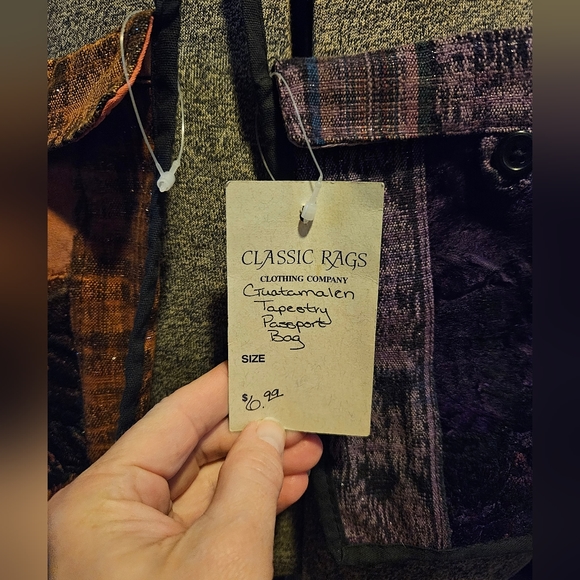 CLASSIC RAGS
CLOTHING COMPANY
Guatamalen
Tapestry
Passport
Bag
SIZE
$6.99